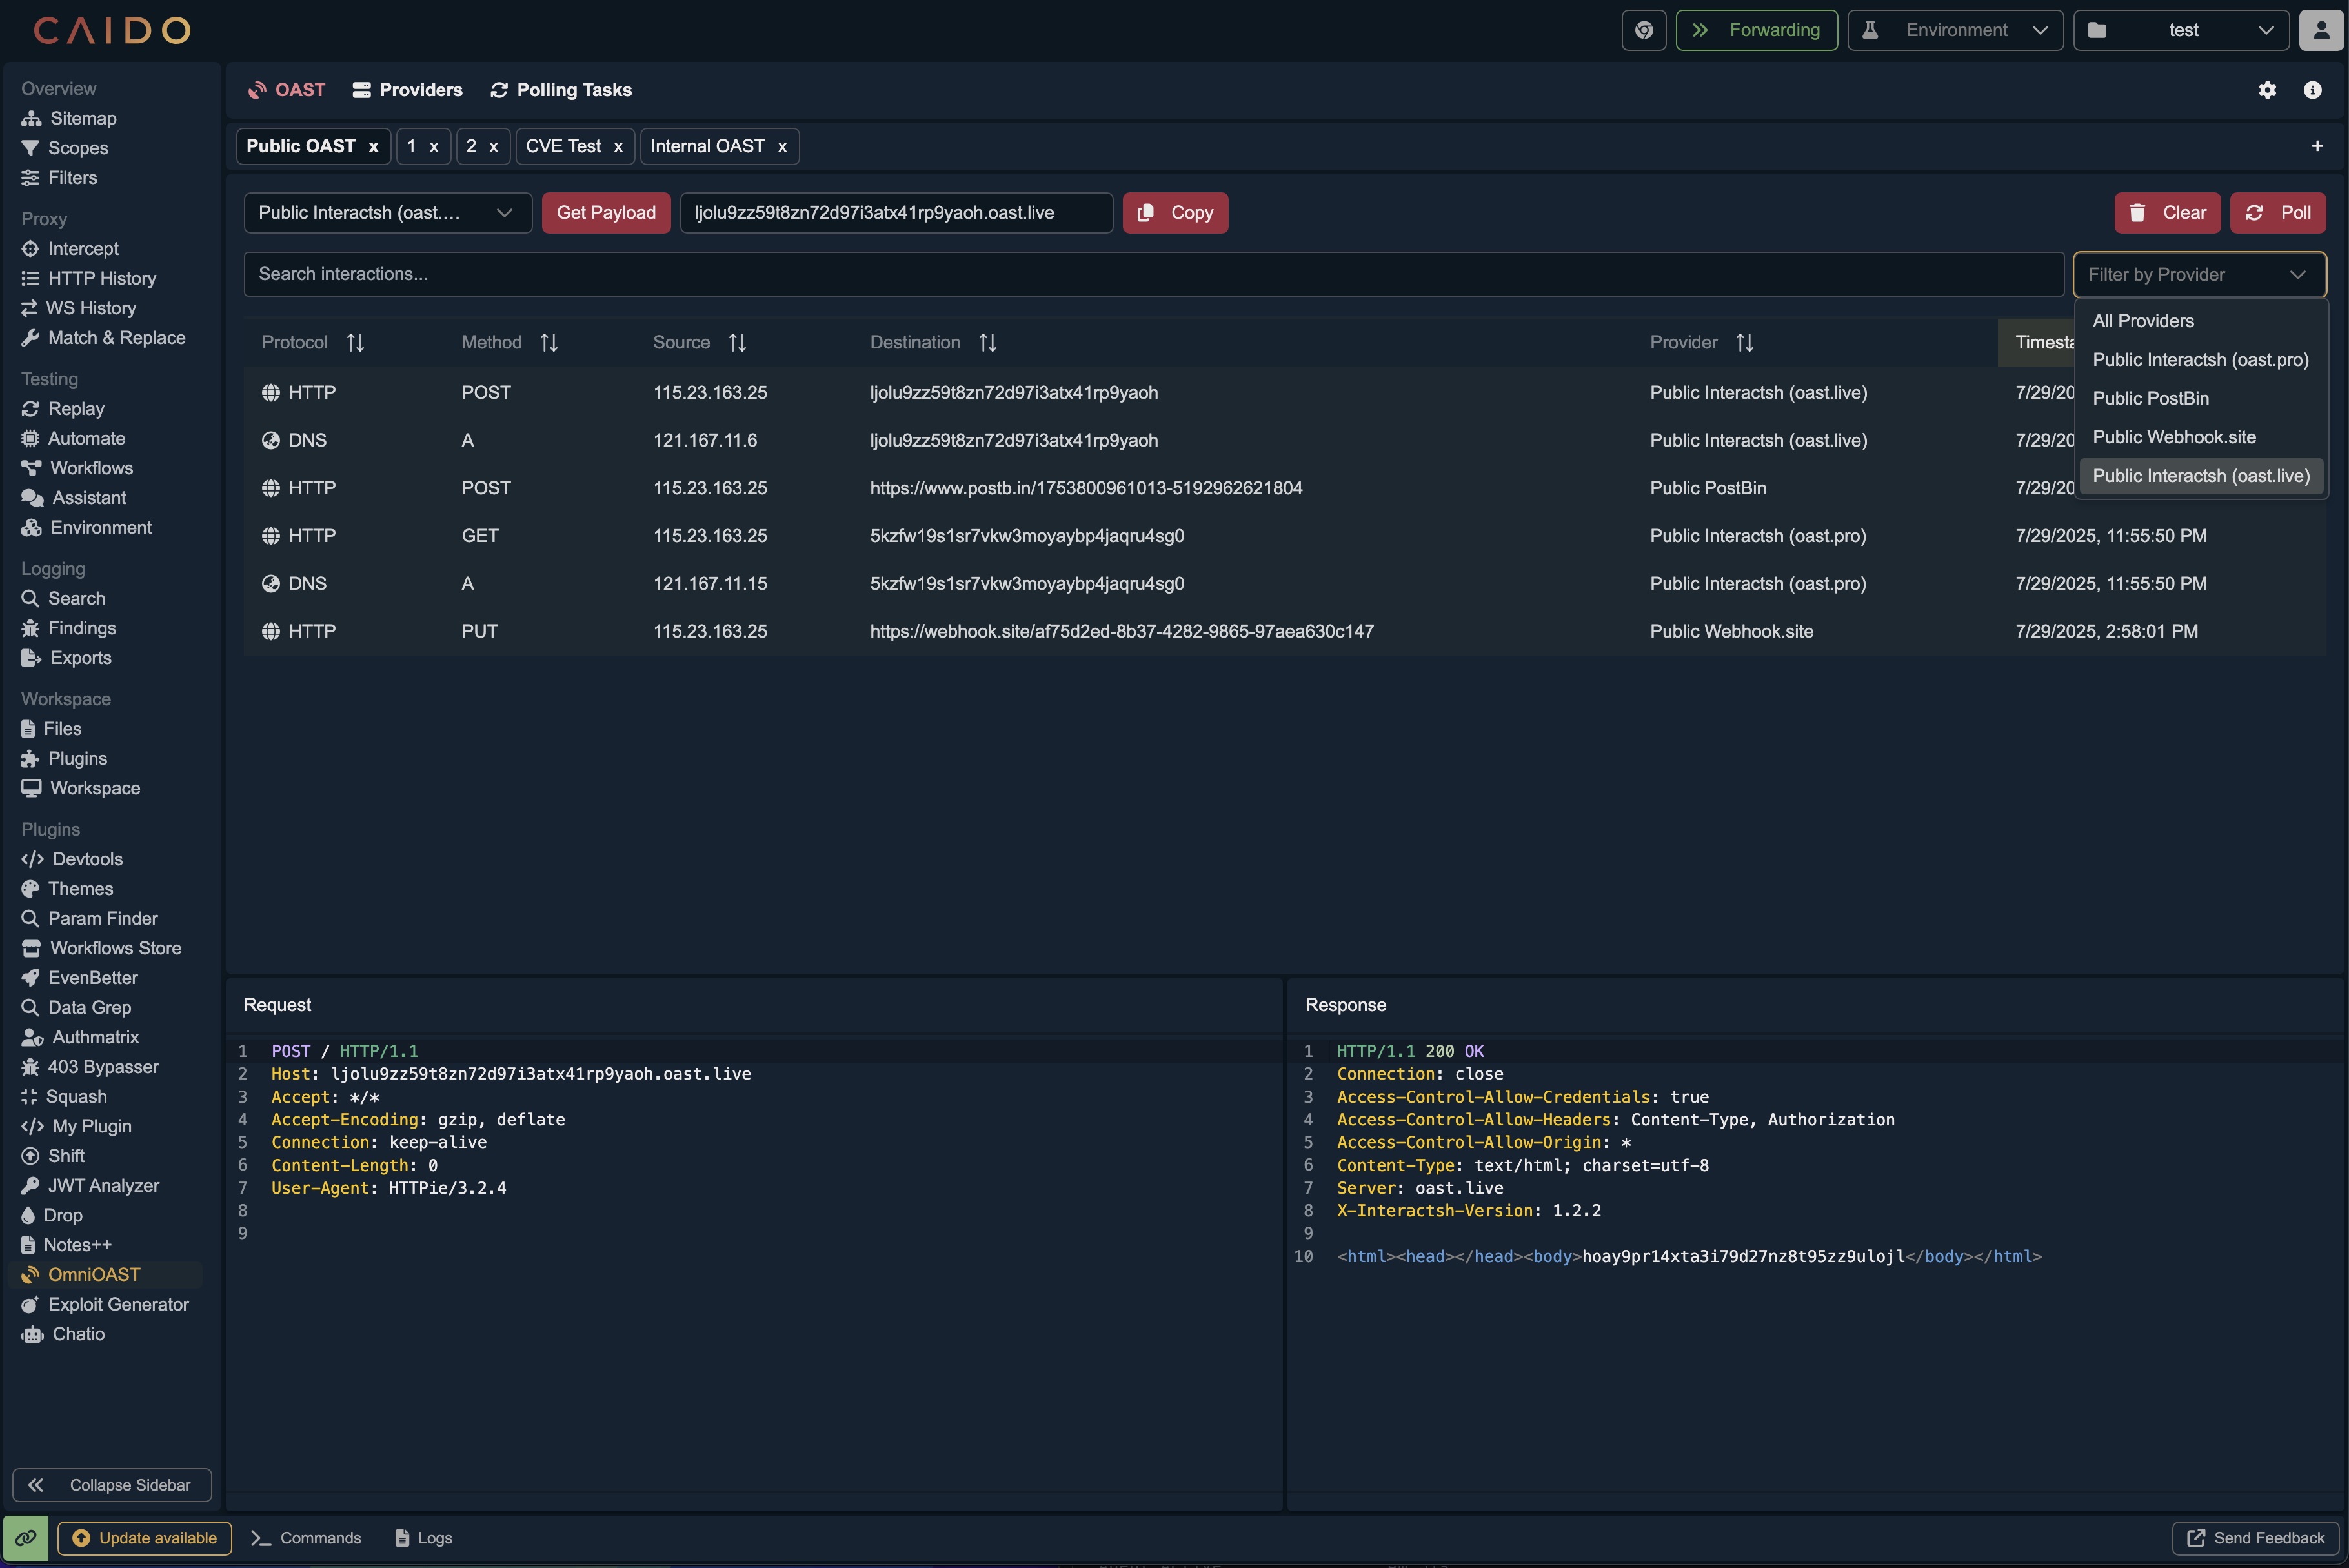 CAIDO
Forwarding
Environment
test
Overview
Sitemap
Scopes
Filters
Proxy
Intercept
HTTP History
WS History
Match & Replace
Testing
Replay
Automate
Workflows
Assistant
Environment
Logging
Search
Findings
Exports
Workspace
Files
Plugins
Workspace
Plugins
Devtools
Themes
Param Finder
Workflows Store
EvenBetter
Data Grep
Authmatrix
403 Bypasser
Squash
My Plugin
Shift
JWT Analyzer
Drop
Notes++
OmniOAST
Exploit Generator
Chatio
Collapse Sidebar
OAST Providers Polling Tasks
Public OAST x 1 x 2 x CVE Test x Internal OAST x +
Public Interactsh (oast.... Get Payload ljolu9zz59t8zn72d97i3atx41rp9yaoh.oast.live Copy Clear Poll
Search interactions... Filter by Provider
All Providers
Public Interactsh (oast.pro)
Public PostBin
Public Webhook.site
Public Interactsh (oast.live)
Protocol Method Source Destination Provider Timesta
HTTP POST 115.23.163.25 ljolu9zz59t8zn72d97i3atx41rp9yaoh Public Interactsh (oast.live) 7/29/20
DNS A 121.167.11.6 ljolu9zz59t8zn72d97i3atx41rp9yaoh Public Interactsh (oast.live) 7/29/20
HTTP POST 115.23.163.25 https://www.postb.in/1753800961013-5192962621804 Public PostBin 7/29/20
HTTP GET 115.23.163.25 5kzfw19s1sr7vkw3moyaybp4jaqru4sg0 Public Interactsh (oast.pro) 7/29/2025, 11:55:50 PM
DNS A 121.167.11.15 5kzfw19s1sr7vkw3moyaybp4jaqru4sg0 Public Interactsh (oast.pro) 7/29/2025, 11:55:50 PM
HTTP PUT 115.23.163.25 https://webhook.site/af75d2ed-8b37-4282-9865-97aea630c147 Public Webhook.site 7/29/2025, 2:58:01 PM
Request
1 POST / HTTP/1.1
2 Host: ljolu9zz59t8zn72d97i3atx41rp9yaoh.oast.live
3 Accept: */*
4 Accept-Encoding: gzip, deflate
5 Connection: keep-alive
6 Content-Length: 0
7 User-Agent: HTTPie/3.2.4
8
9
Response
1 HTTP/1.1 200 OK
2 Connection: close
3 Access-Control-Allow-Credentials: true
4 Access-Control-Allow-Headers: Content-Type, Authorization
5 Access-Control-Allow-Origin: *
6 Content-Type: text/html; charset=utf-8
7 Server: oast.live
8 X-Interactsh-Version: 1.2.2
9
10 <html><head></head><body>hoay9pr14xta3i79d27nz8t95zz9ulojl</body></html>
Update available
Commands
Logs
Send Feedback